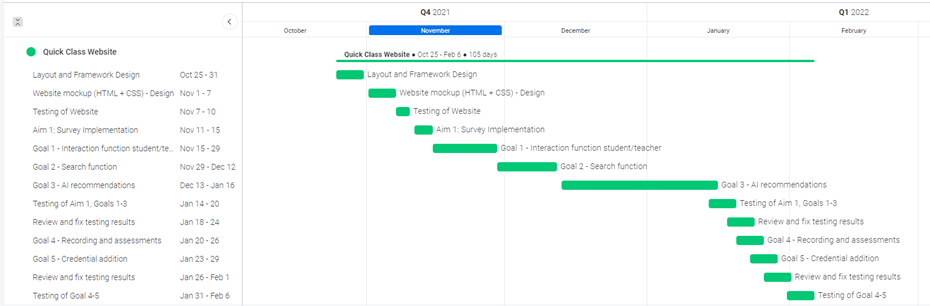 Q4 2021 Q1 2022
October November December January February
Quick Class Website
Quick Class Website ● Oct 25 - Feb 6 ● 105 days
Layout and Framework Design Oct 25 - 31 Layout and Framework Design
Website mockup (HTML + CSS) - Design Nov 1 - 7 Website mockup (HTML + CSS) - Design
Testing of Website Nov 7 - 10 Testing of Website
Aim 1: Survey Implementation Nov 11 - 15 Aim 1: Survey Implementation
Goal 1 - Interaction function student/te... Nov 15 - 29 Goal 1 - Interaction function student/teacher
Goal 2 - Search function Nov 29 - Dec 12 Goal 2 - Search function
Goal 3 - AI recommendations Dec 13 - Jan 16 Goal 3 - AI recommendations
Testing of Aim 1, Goals 1-3 Jan 14 - 20 Testing of Aim 1, Goals 1-3
Review and fix testing results Jan 18 - 24 Review and fix testing results
Goal 4 - Recording and assessments Jan 20 - 26 Goal 4 - Recording and assessments
Goal 5 - Credential addition Jan 23 - 29 Goal 5 - Credential addition
Review and fix testing results Jan 26 - Feb 1 Review and fix testing results
Testing of Goal 4-5 Jan 31 - Feb 6 Testing of Goal 4-5